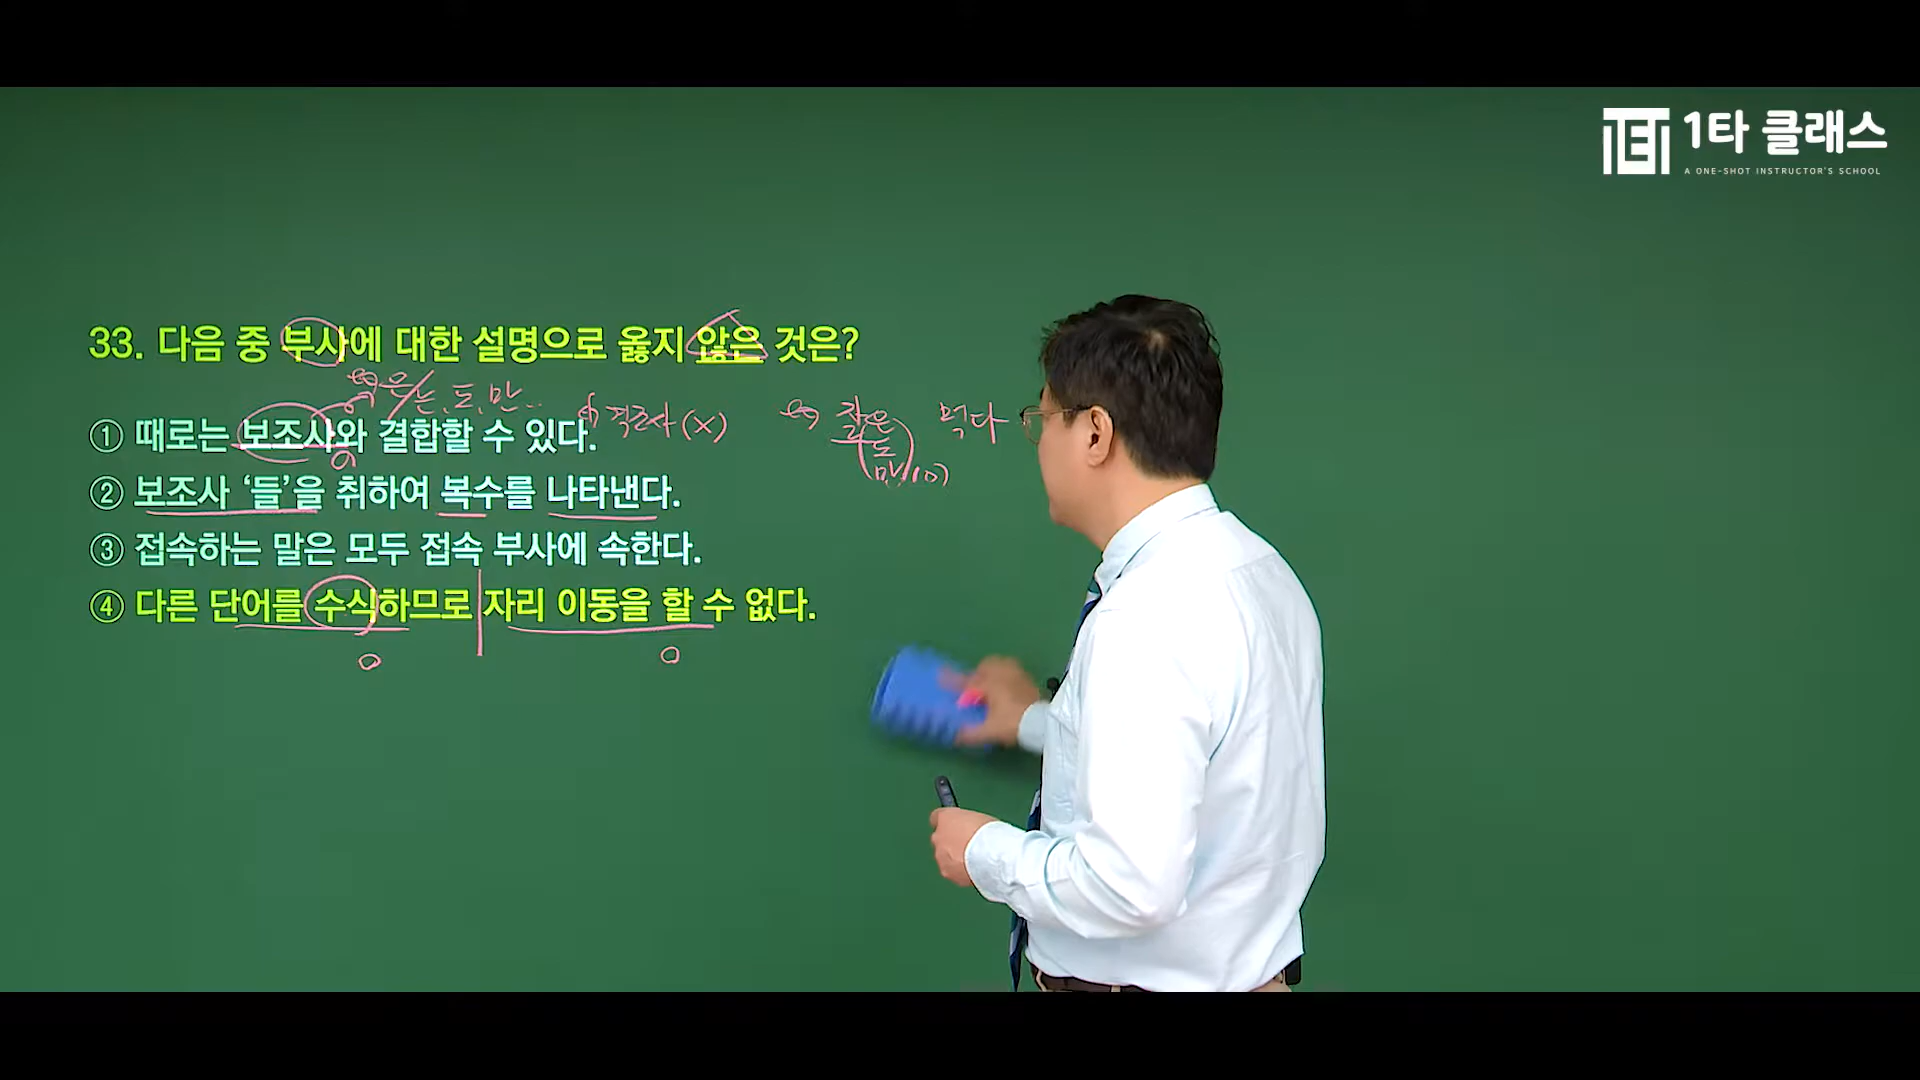 1타 클래스
A ONE-SHOT INSTRUCTOR'S SCHOOL
33. 다음 중 부사에 대한 설명으로 옳지 않은 것은?
은/는, 도, 만..
① 때로는 보조사와 결합할 수 있다.
격조사(X)
잘은 먹다
도
만 (O)
② 보조사 ‘들’을 취하여 복수를 나타낸다.
③ 접속하는 말은 모두 접속 부사에 속한다.
④ 다른 단어를 수식하므로 자리 이동을 할 수 없다.